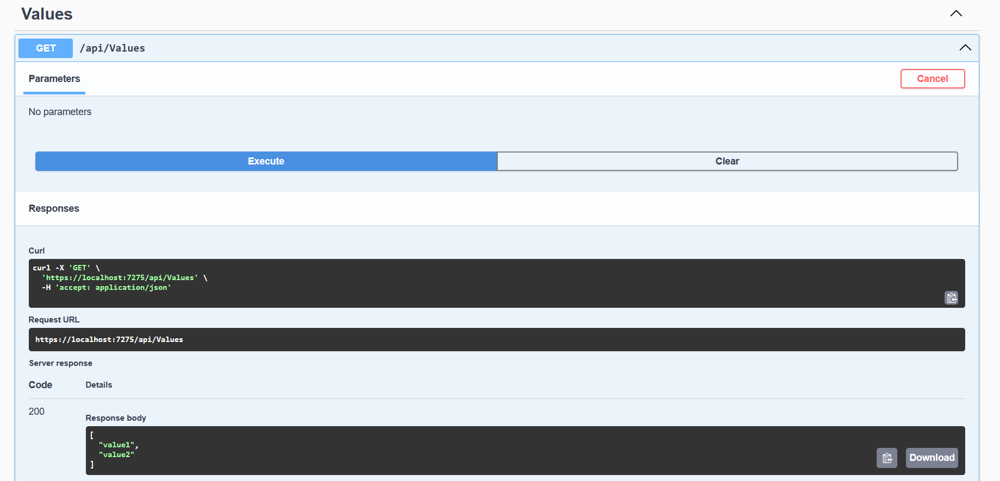 Values
GET /api/Values
Parameters
Cancel
No parameters
Execute
Clear
Responses
Curl
curl -X 'GET' \
  'https://localhost:7275/api/Values' \
  -H 'accept: application/json'
Request URL
https://localhost:7275/api/Values
Server response
Code Details
200
Response body
[
  "value1",
  "value2"
]
Download